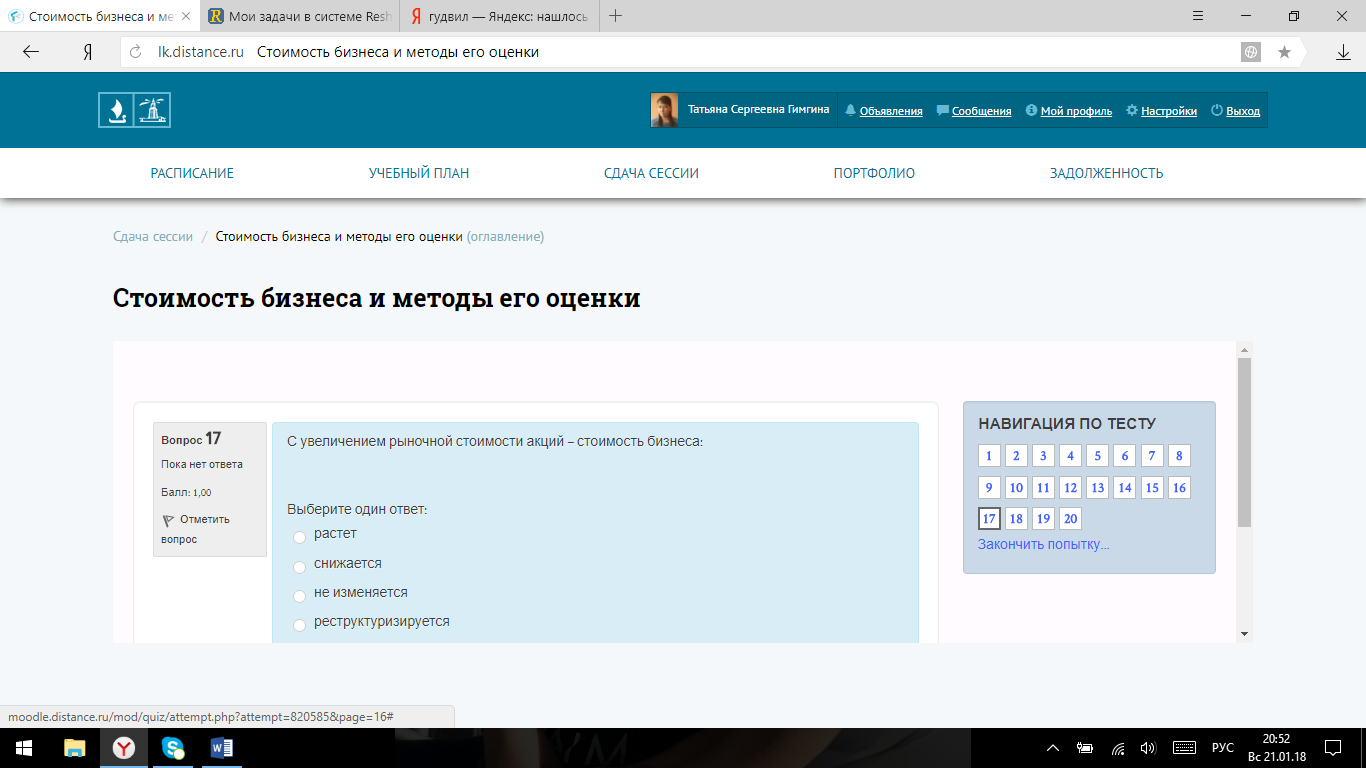 Стоимость бизнеса и ме
Мои задачи в системе Resh
гудвил — Яндекс: нашлось
lk.distance.ru Стоимость бизнеса и методы его оценки
Татьяна Сергеевна Гимгина Объявления Сообщения Мой профиль Настройки Выход
РАСПИСАНИЕ УЧЕБНЫЙ ПЛАН СДАЧА СЕССИИ ПОРТФОЛИО ЗАДОЛЖЕННОСТЬ
Сдача сессии / Стоимость бизнеса и методы его оценки (оглавление)
Стоимость бизнеса и методы его оценки
Вопрос 17
Пока нет ответа
Балл: 1,00
Отметить
вопрос
С увеличением рыночной стоимости акций – стоимость бизнеса:
Выберите один ответ:
растет
снижается
не изменяется
реструктуризируется
НАВИГАЦИЯ ПО ТЕСТУ
1 2 3 4 5 6 7 8
9 10 11 12 13 14 15 16
17 18 19 20
Закончить попытку...
moodle.distance.ru/mod/quiz/attempt.php?attempt=820585&page=16#
РУС
20:52
Вс 21.01.18